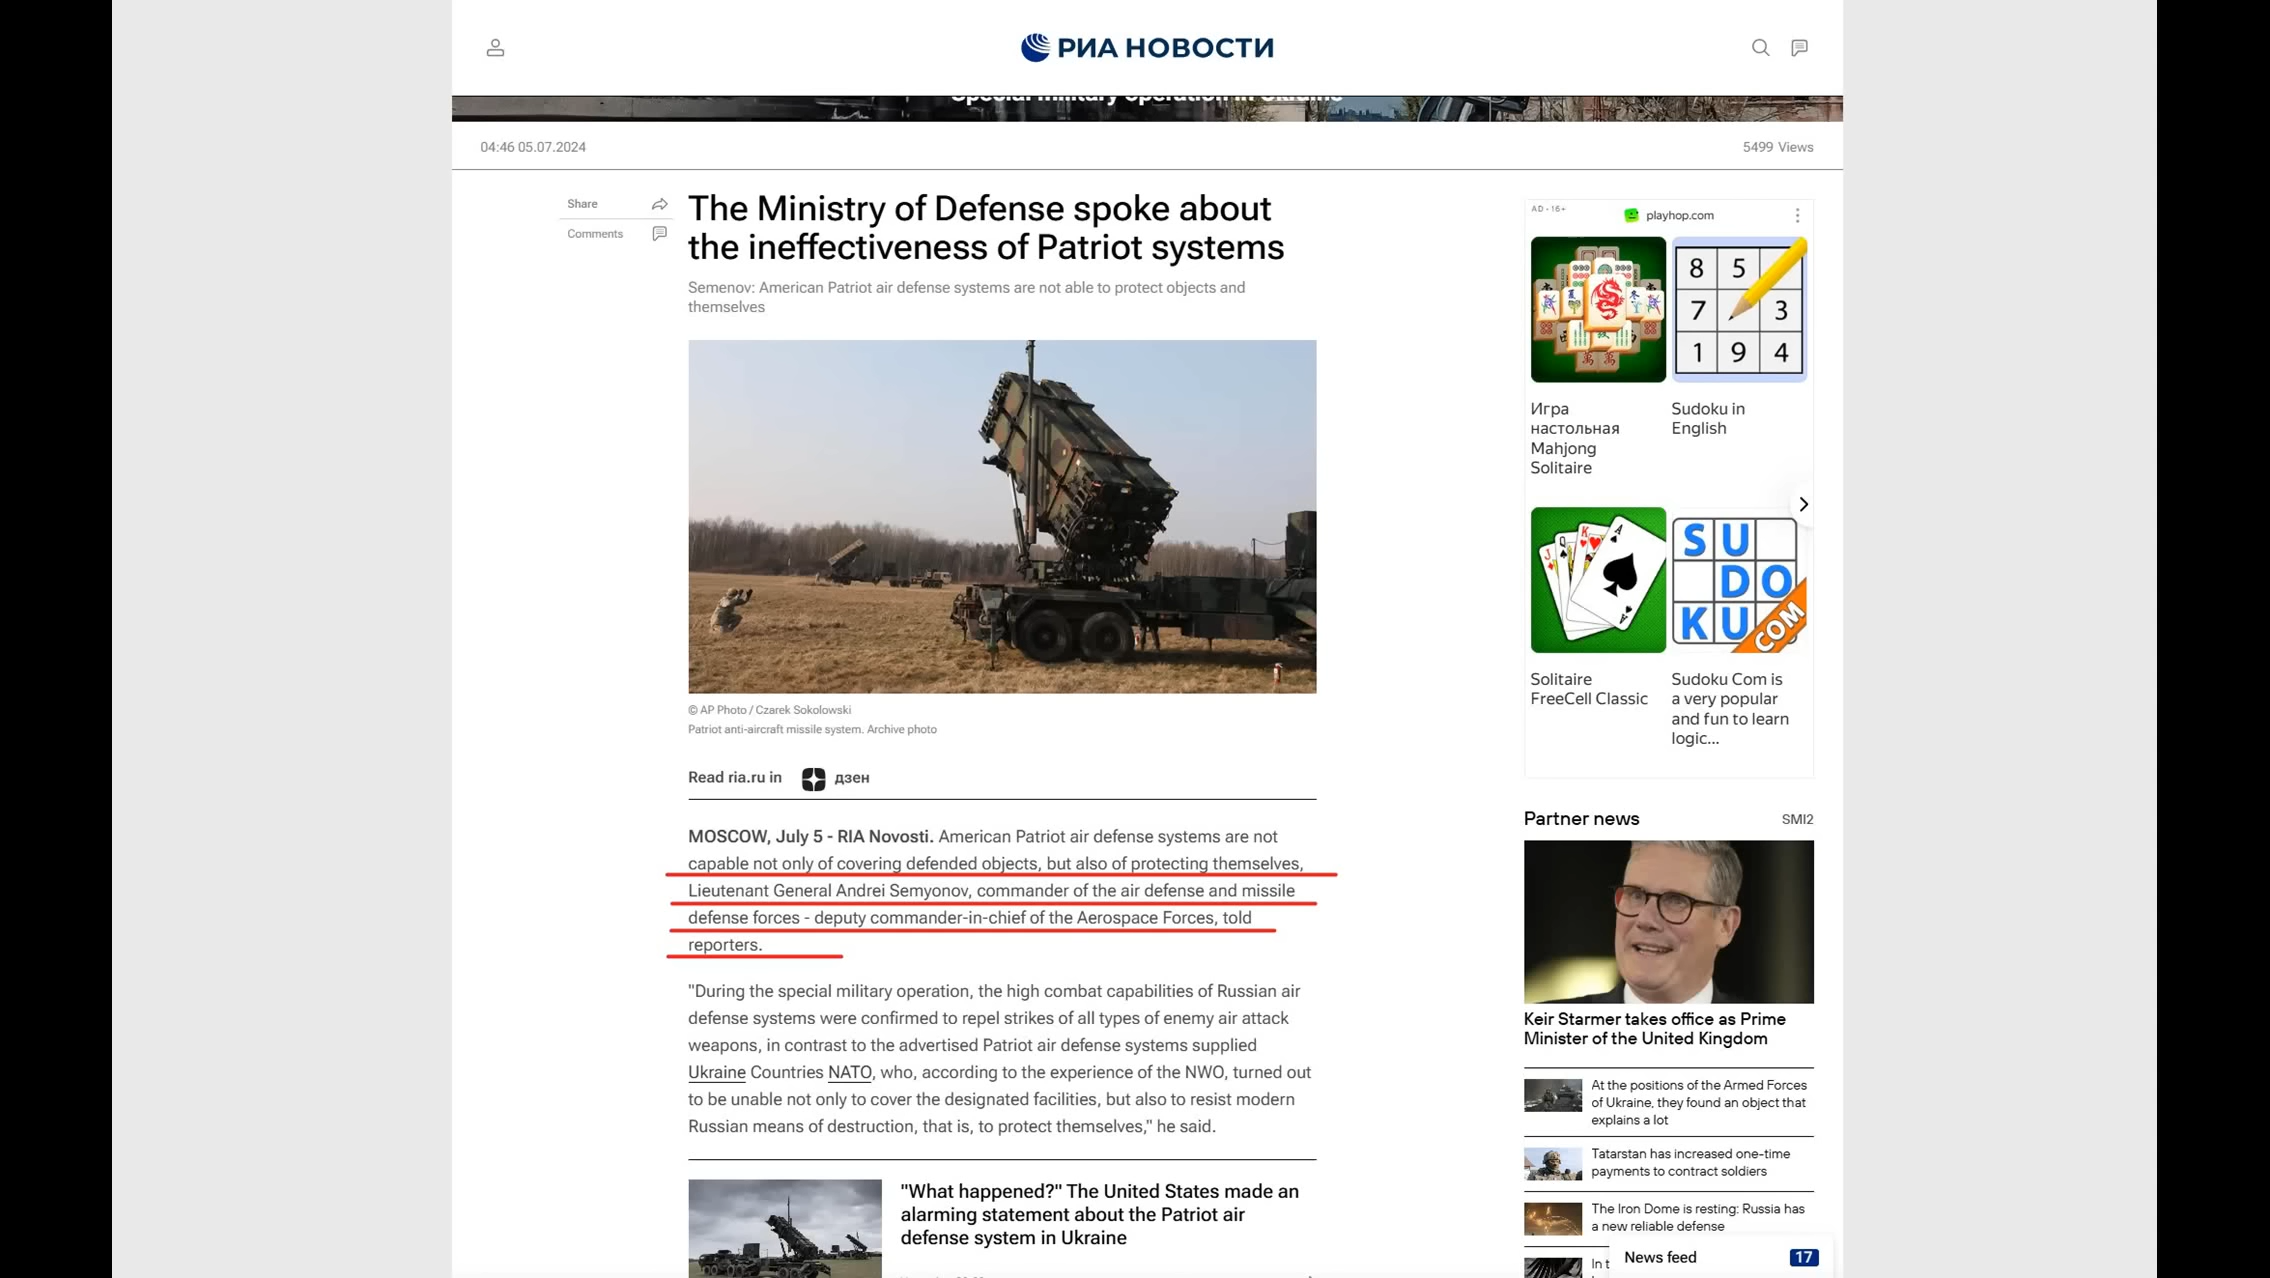 РИА НОВОСТИ
Special military operation in Ukraine
04:46 05.07.2024
5499 Views
Share
Comments
The Ministry of Defense spoke about
the ineffectiveness of Patriot systems
Semenov: American Patriot air defense systems are not able to protect objects and
themselves
© AP Photo / Czarek Sokolowski
Patriot anti-aircraft missile system. Archive photo
Read ria.ru in дзен
MOSCOW, July 5 - RIA Novosti. American Patriot air defense systems are not
capable not only of covering defended objects, but also of protecting themselves,
Lieutenant General Andrei Semyonov, commander of the air defense and missile
defense forces - deputy commander-in-chief of the Aerospace Forces, told
reporters.
"During the special military operation, the high combat capabilities of Russian air
defense systems were confirmed to repel strikes of all types of enemy air attack
weapons, in contrast to the advertised Patriot air defense systems supplied
Ukraine Countries NATO, who, according to the experience of the NWO, turned out
to be unable not only to cover the designated facilities, but also to resist modern
Russian means of destruction, that is, to protect themselves," he said.
"What happened?" The United States made an
alarming statement about the Patriot air
defense system in Ukraine
AD • 16+
playhop.com
8 5
7 3
1 9 4
Игра
настольная
Mahjong
Solitaire
Sudoku in
English
J Q K A
A
SU
DO
KU
COM
Solitaire
FreeCell Classic
Sudoku Com is
a very popular
and fun to learn
logic...
Partner news
SMI2
Keir Starmer takes office as Prime
Minister of the United Kingdom
At the positions of the Armed Forces
of Ukraine, they found an object that
explains a lot
Tatarstan has increased one-time
payments to contract soldiers
The Iron Dome is resting: Russia has
a new reliable defense
News feed
17